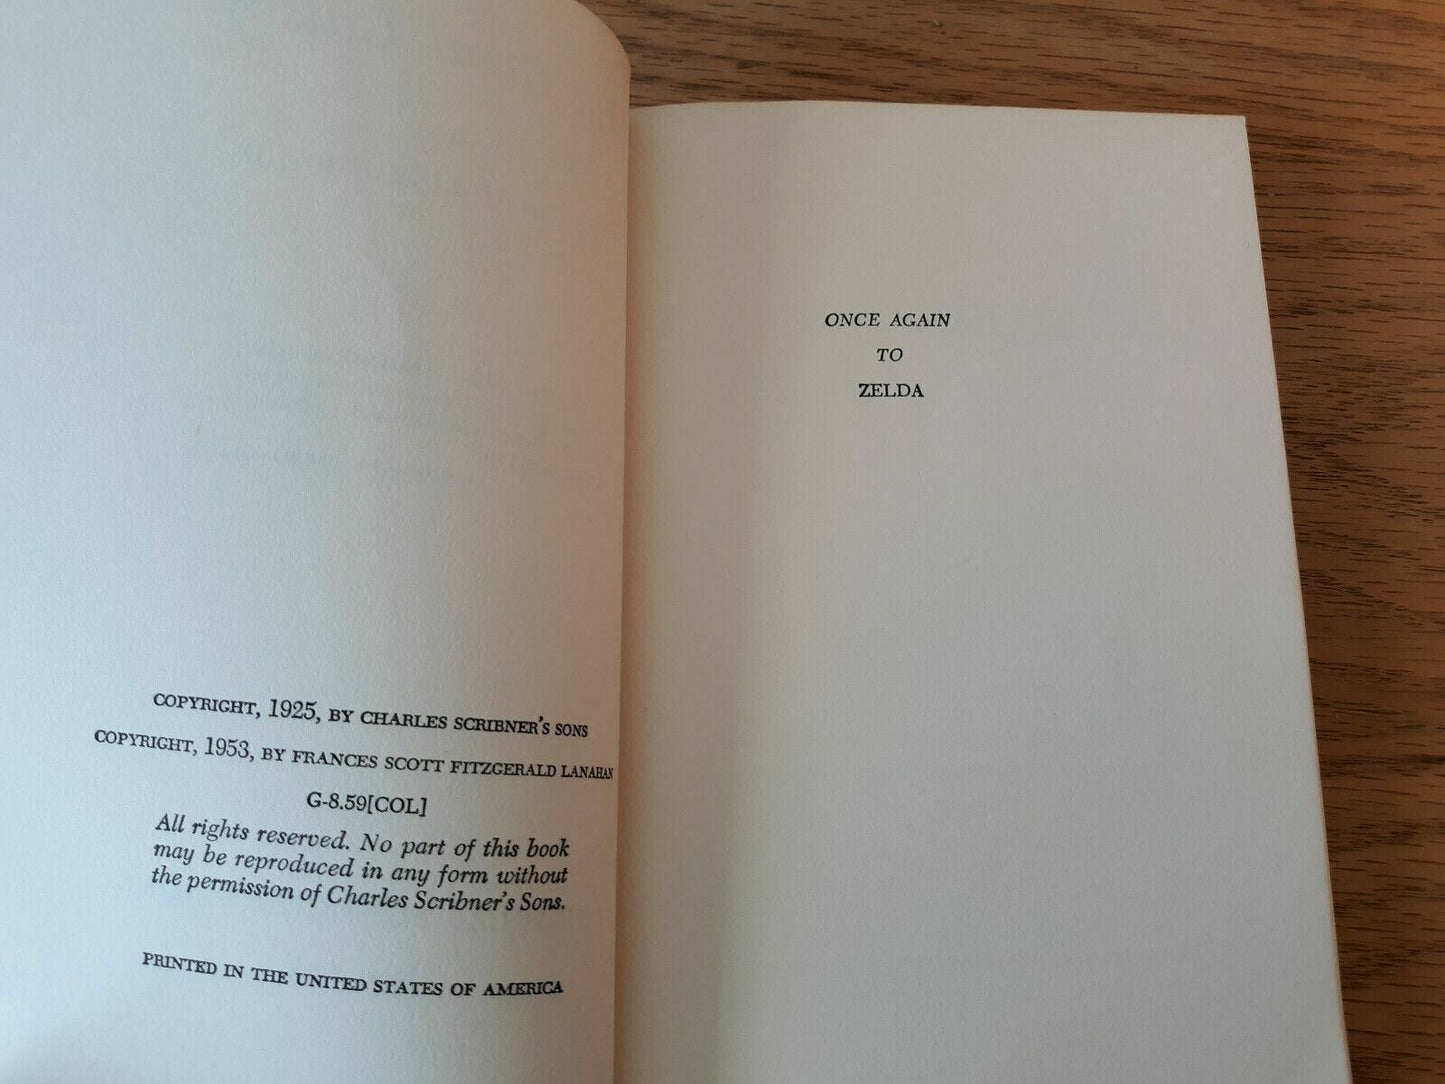 COPYRIGHT, 1925, BY CHARLES SCRIBNER'S SONS
COPYRIGHT, 1953, BY FRANCES SCOTT FITZGERALD LANAHAN
G-8.59[COL]
All rights reserved. No part of this book
may be reproduced in any form without
the permission of Charles Scribner's Sons.
PRINTED IN THE UNITED STATES OF AMERICA
ONCE AGAIN
TO
ZELDA